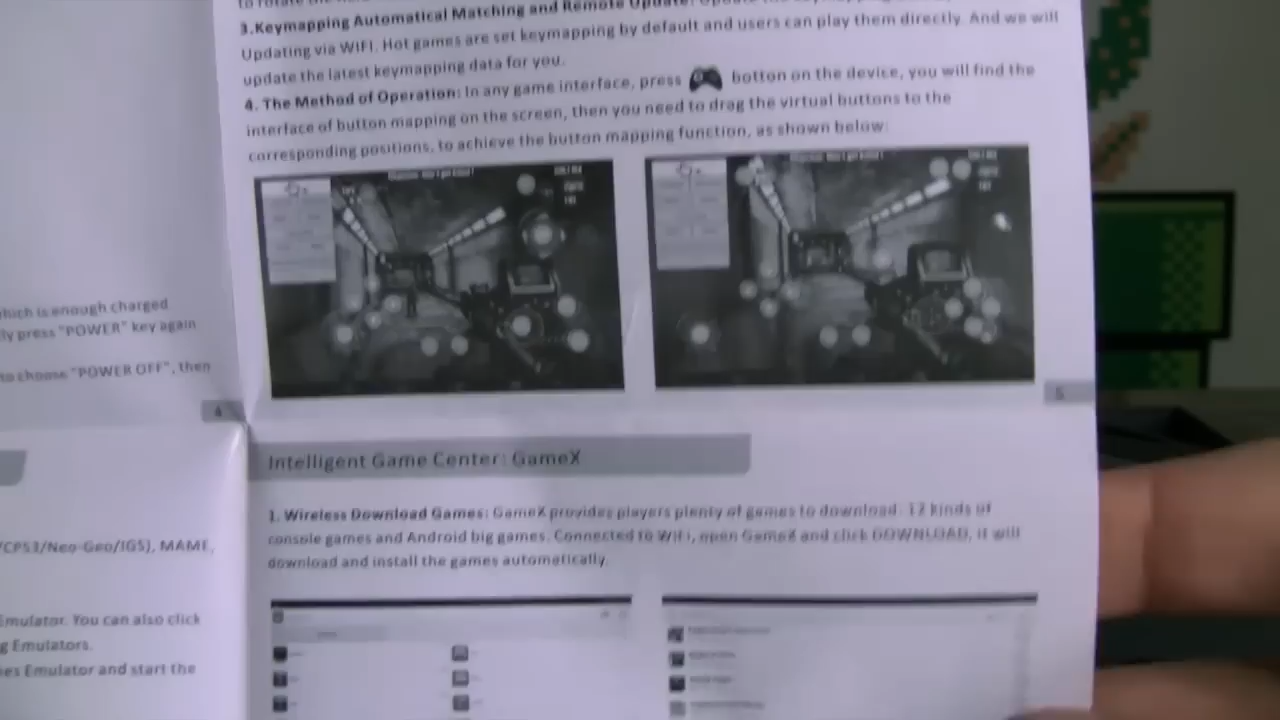 3.Keymapping Automatical Matching and Remote Update:
Updating via WIFI. Hot games are set keymapping by default and users can play them directly. And we will
update the latest keymapping data for you.
4. The Method of Operation: In any game interface, press botton on the device, you will find the
interface of button mapping on the screen, then you need to drag the virtual buttons to the
corresponding positions, to achieve the button mapping function, as shown below:
which is enough charged
press "POWER" key again
to choose "POWER OFF", then
4
5
Intelligent Game Center: GameX
1. Wireless Download Games: GameX provides players plenty of games to download. 12 kinds of
console games and Android big games. Connected to WiFi, open GameX and click DOWNLOAD, it will
download and install the games automatically.
/CPS3/Neo-Geo/IGS), MAME,
Emulator. You can also click
Emulators.
Emulator and start the